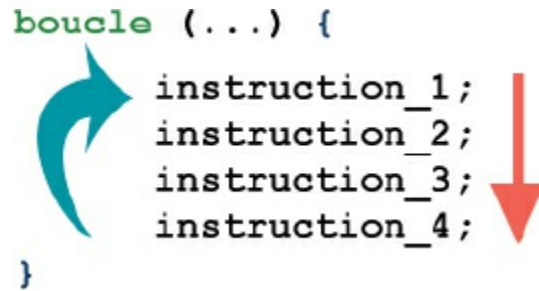 boucle (...) {
instruction_1;
instruction_2;
instruction_3;
instruction_4;
}